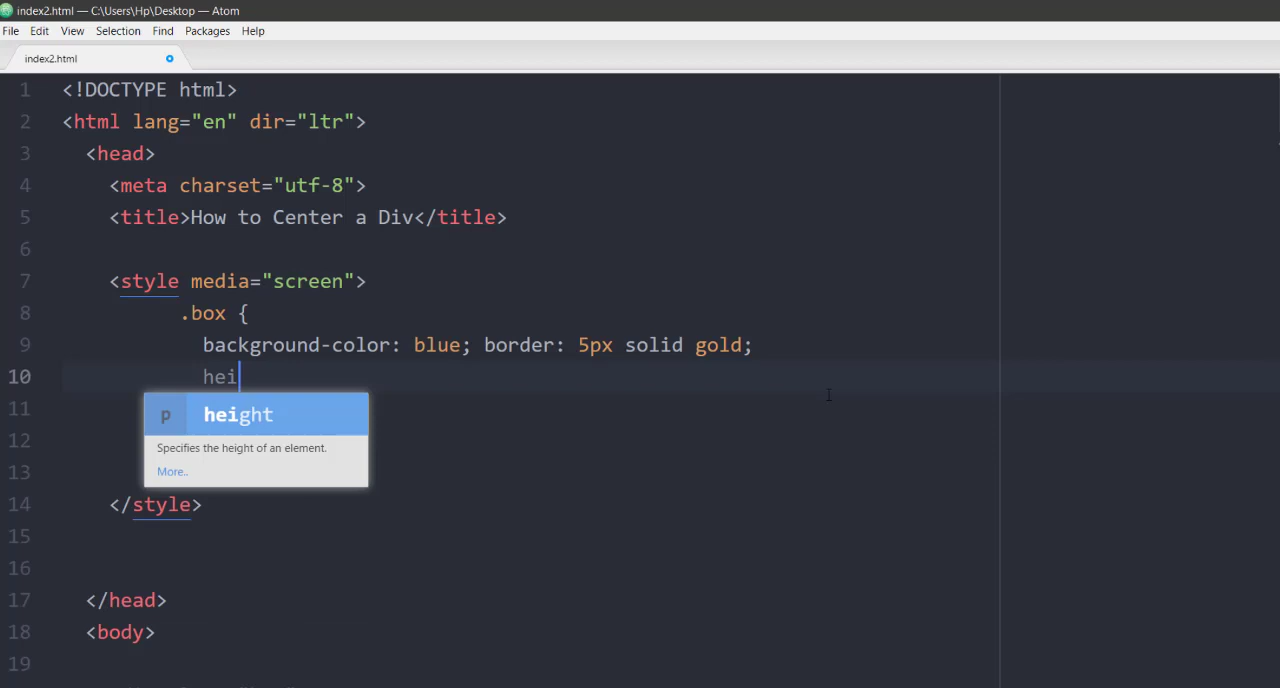 index2.html — C:\Users\Hp\Desktop — Atom
File Edit View Selection Find Packages Help
index2.html
1 <!DOCTYPE html>
2 <html lang="en" dir="ltr">
3 <head>
4 <meta charset="utf-8">
5 <title>How to Center a Div</title>
6
7 <style media="screen">
8 .box {
9 background-color: blue; border: 5px solid gold;
10 hei
11 p height
12 Specifies the height of an element.
13 More..
14 </style>
15
16
17 </head>
18 <body>
19